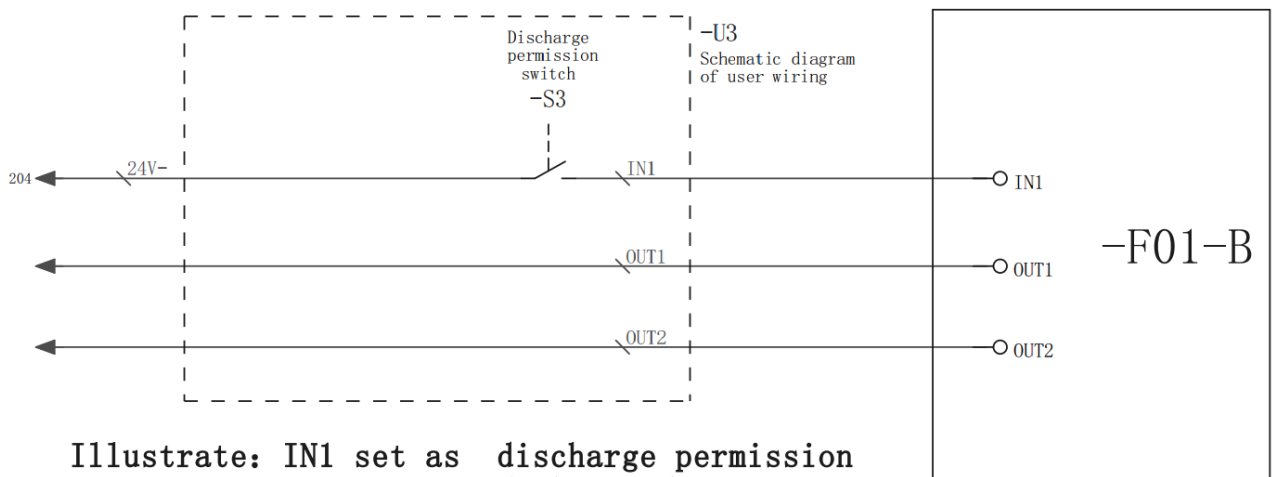 Discharge
permission
switch
-S3
-U3
Schematic diagram
of user wiring
204
24V-
IN1
IN1
-F01-B
OUT1
OUT1
OUT2
OUT2
Illustrate: IN1 set as discharge permission